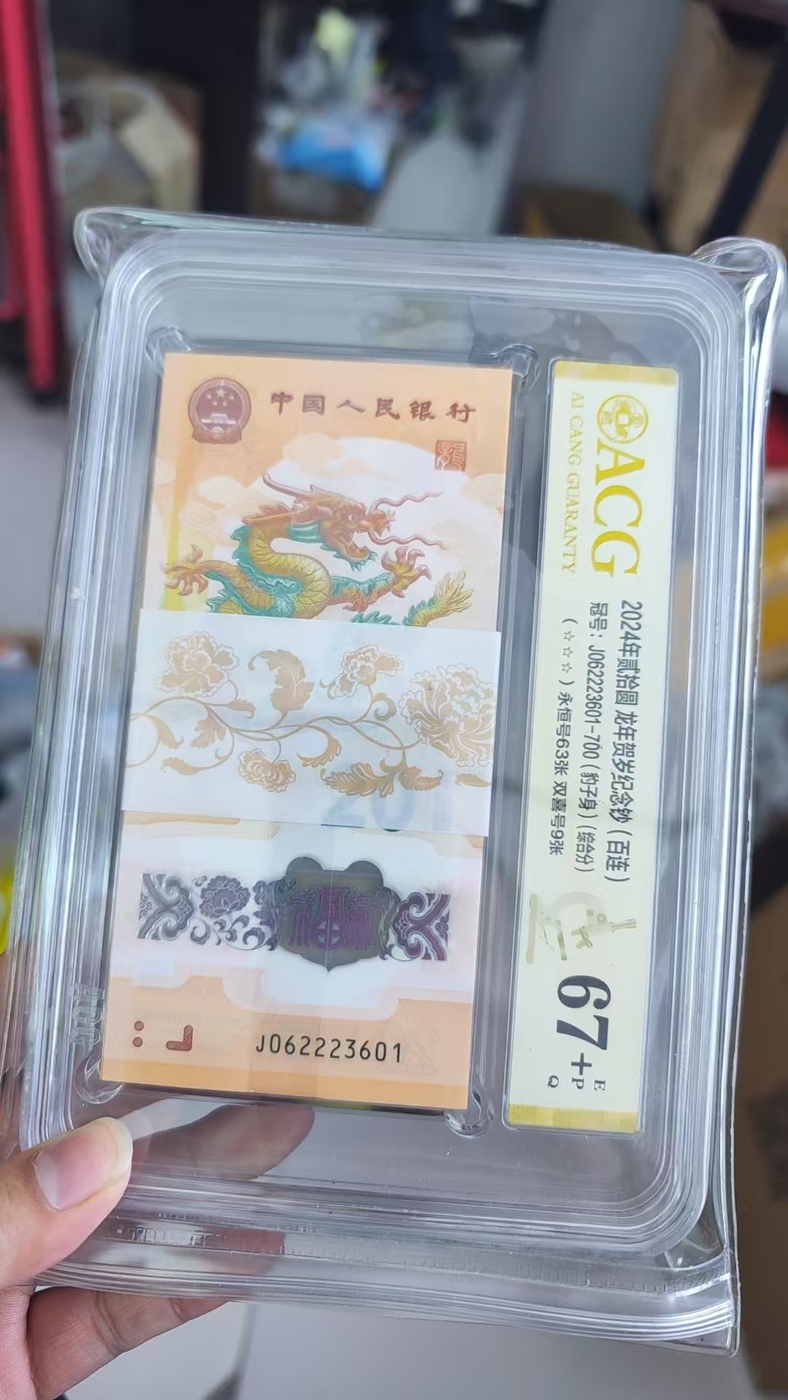 中国人民银行
龍
20
J062223601
ACG
AI CANG GUARANTY
2024年贰拾圆 龙年贺岁纪念钞（百连）
冠号：J062223601-700（豹子身）（综合分）
（☆☆☆）永恒号63张 双喜号9张
67+
E
P
Q